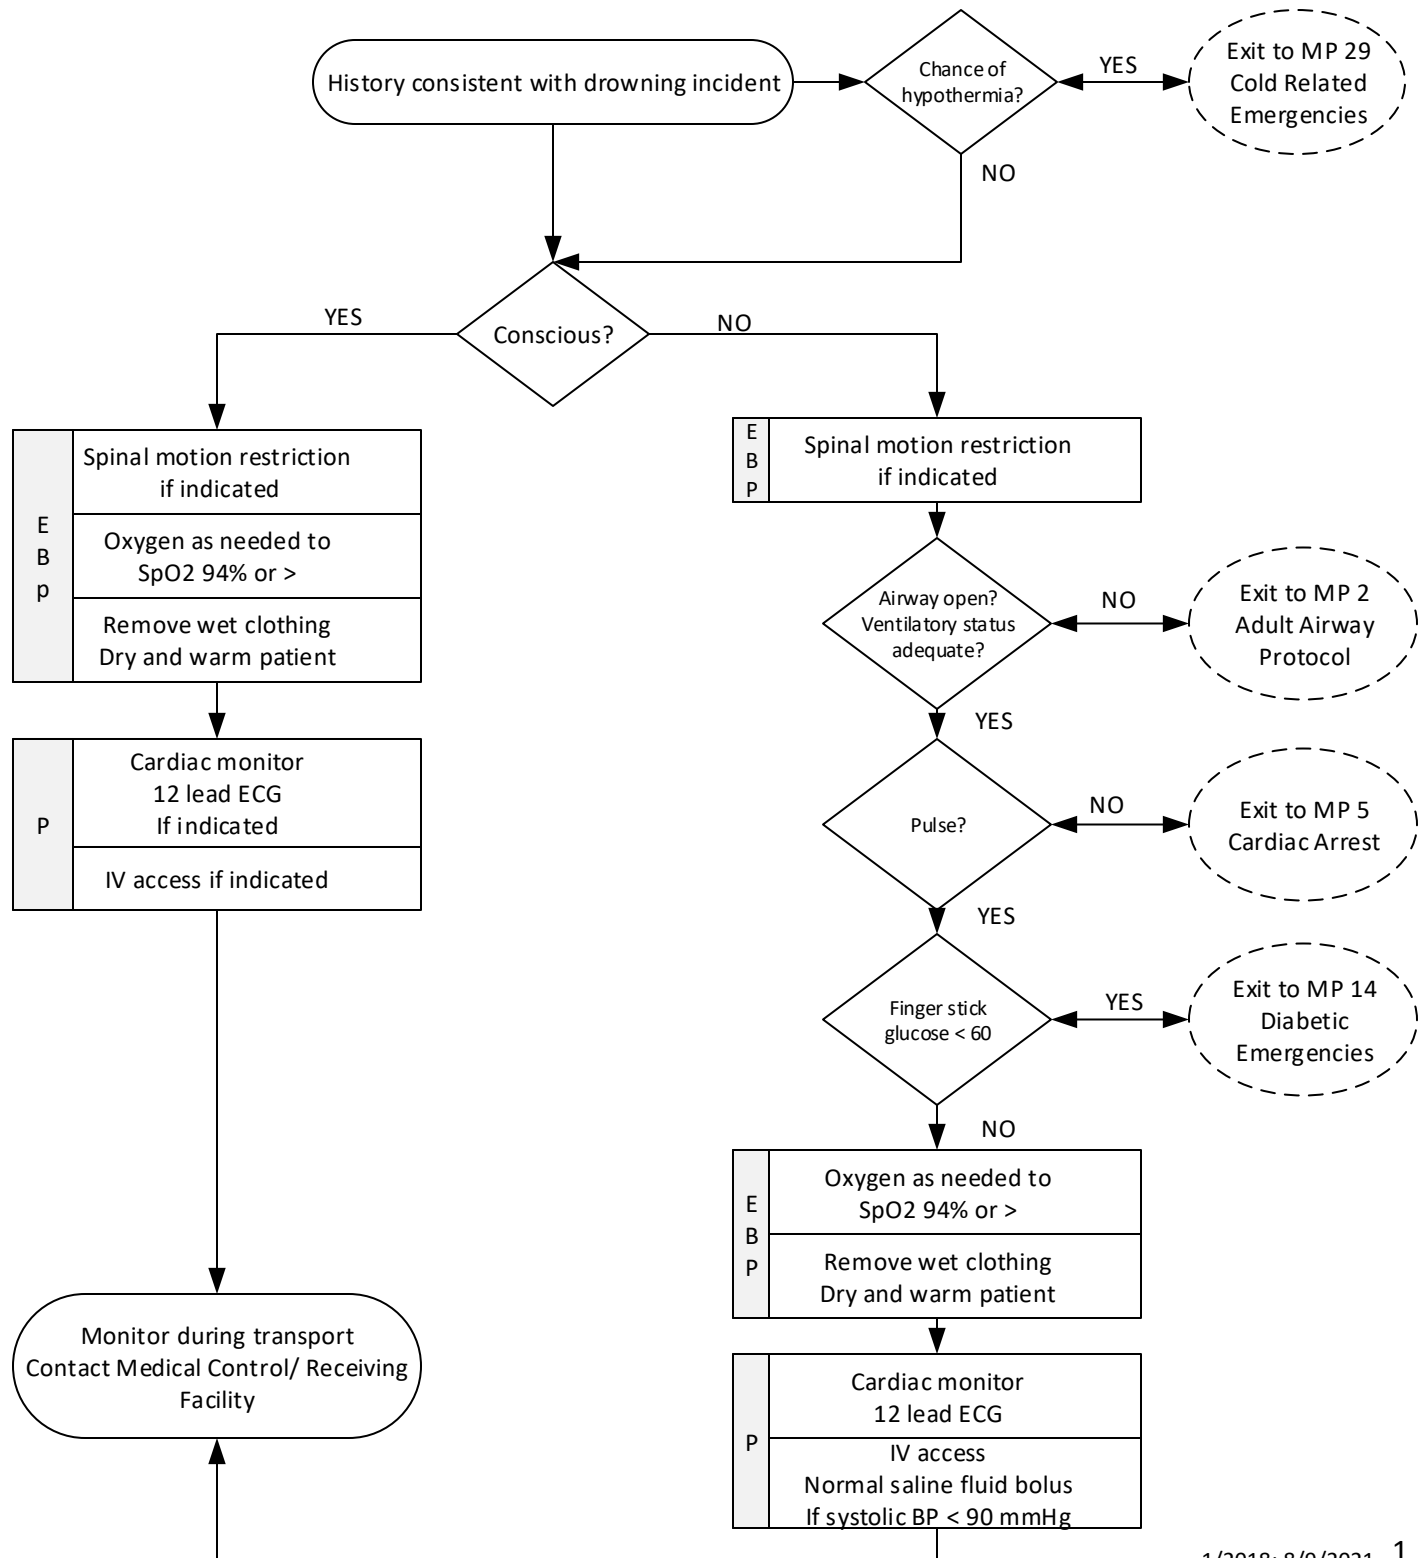 History consistent with drowning incident
Chance of
hypothermia?
YES
Exit to MP 29
Cold Related
Emergencies
NO
Conscious?
YES
NO
E
B
p
Spinal motion restriction
if indicated
Oxygen as needed to
SpO2 94% or >
Remove wet clothing
Dry and warm patient
P
Cardiac monitor
12 lead ECG
If indicated
IV access if indicated
E
B
P
Spinal motion restriction
if indicated
Airway open?
Ventilatory status
adequate?
NO
Exit to MP 2
Adult Airway
Protocol
YES
Pulse?
NO
Exit to MP 5
Cardiac Arrest
YES
Finger stick
glucose < 60
YES
Exit to MP 14
Diabetic
Emergencies
NO
E
B
P
Oxygen as needed to
SpO2 94% or >
Remove wet clothing
Dry and warm patient
Monitor during transport
Contact Medical Control/ Receiving
Facility
P
Cardiac monitor
12 lead ECG
IV access
Normal saline fluid bolus
If systolic BP < 90 mmHg
1/2018; 8/9/2021 1